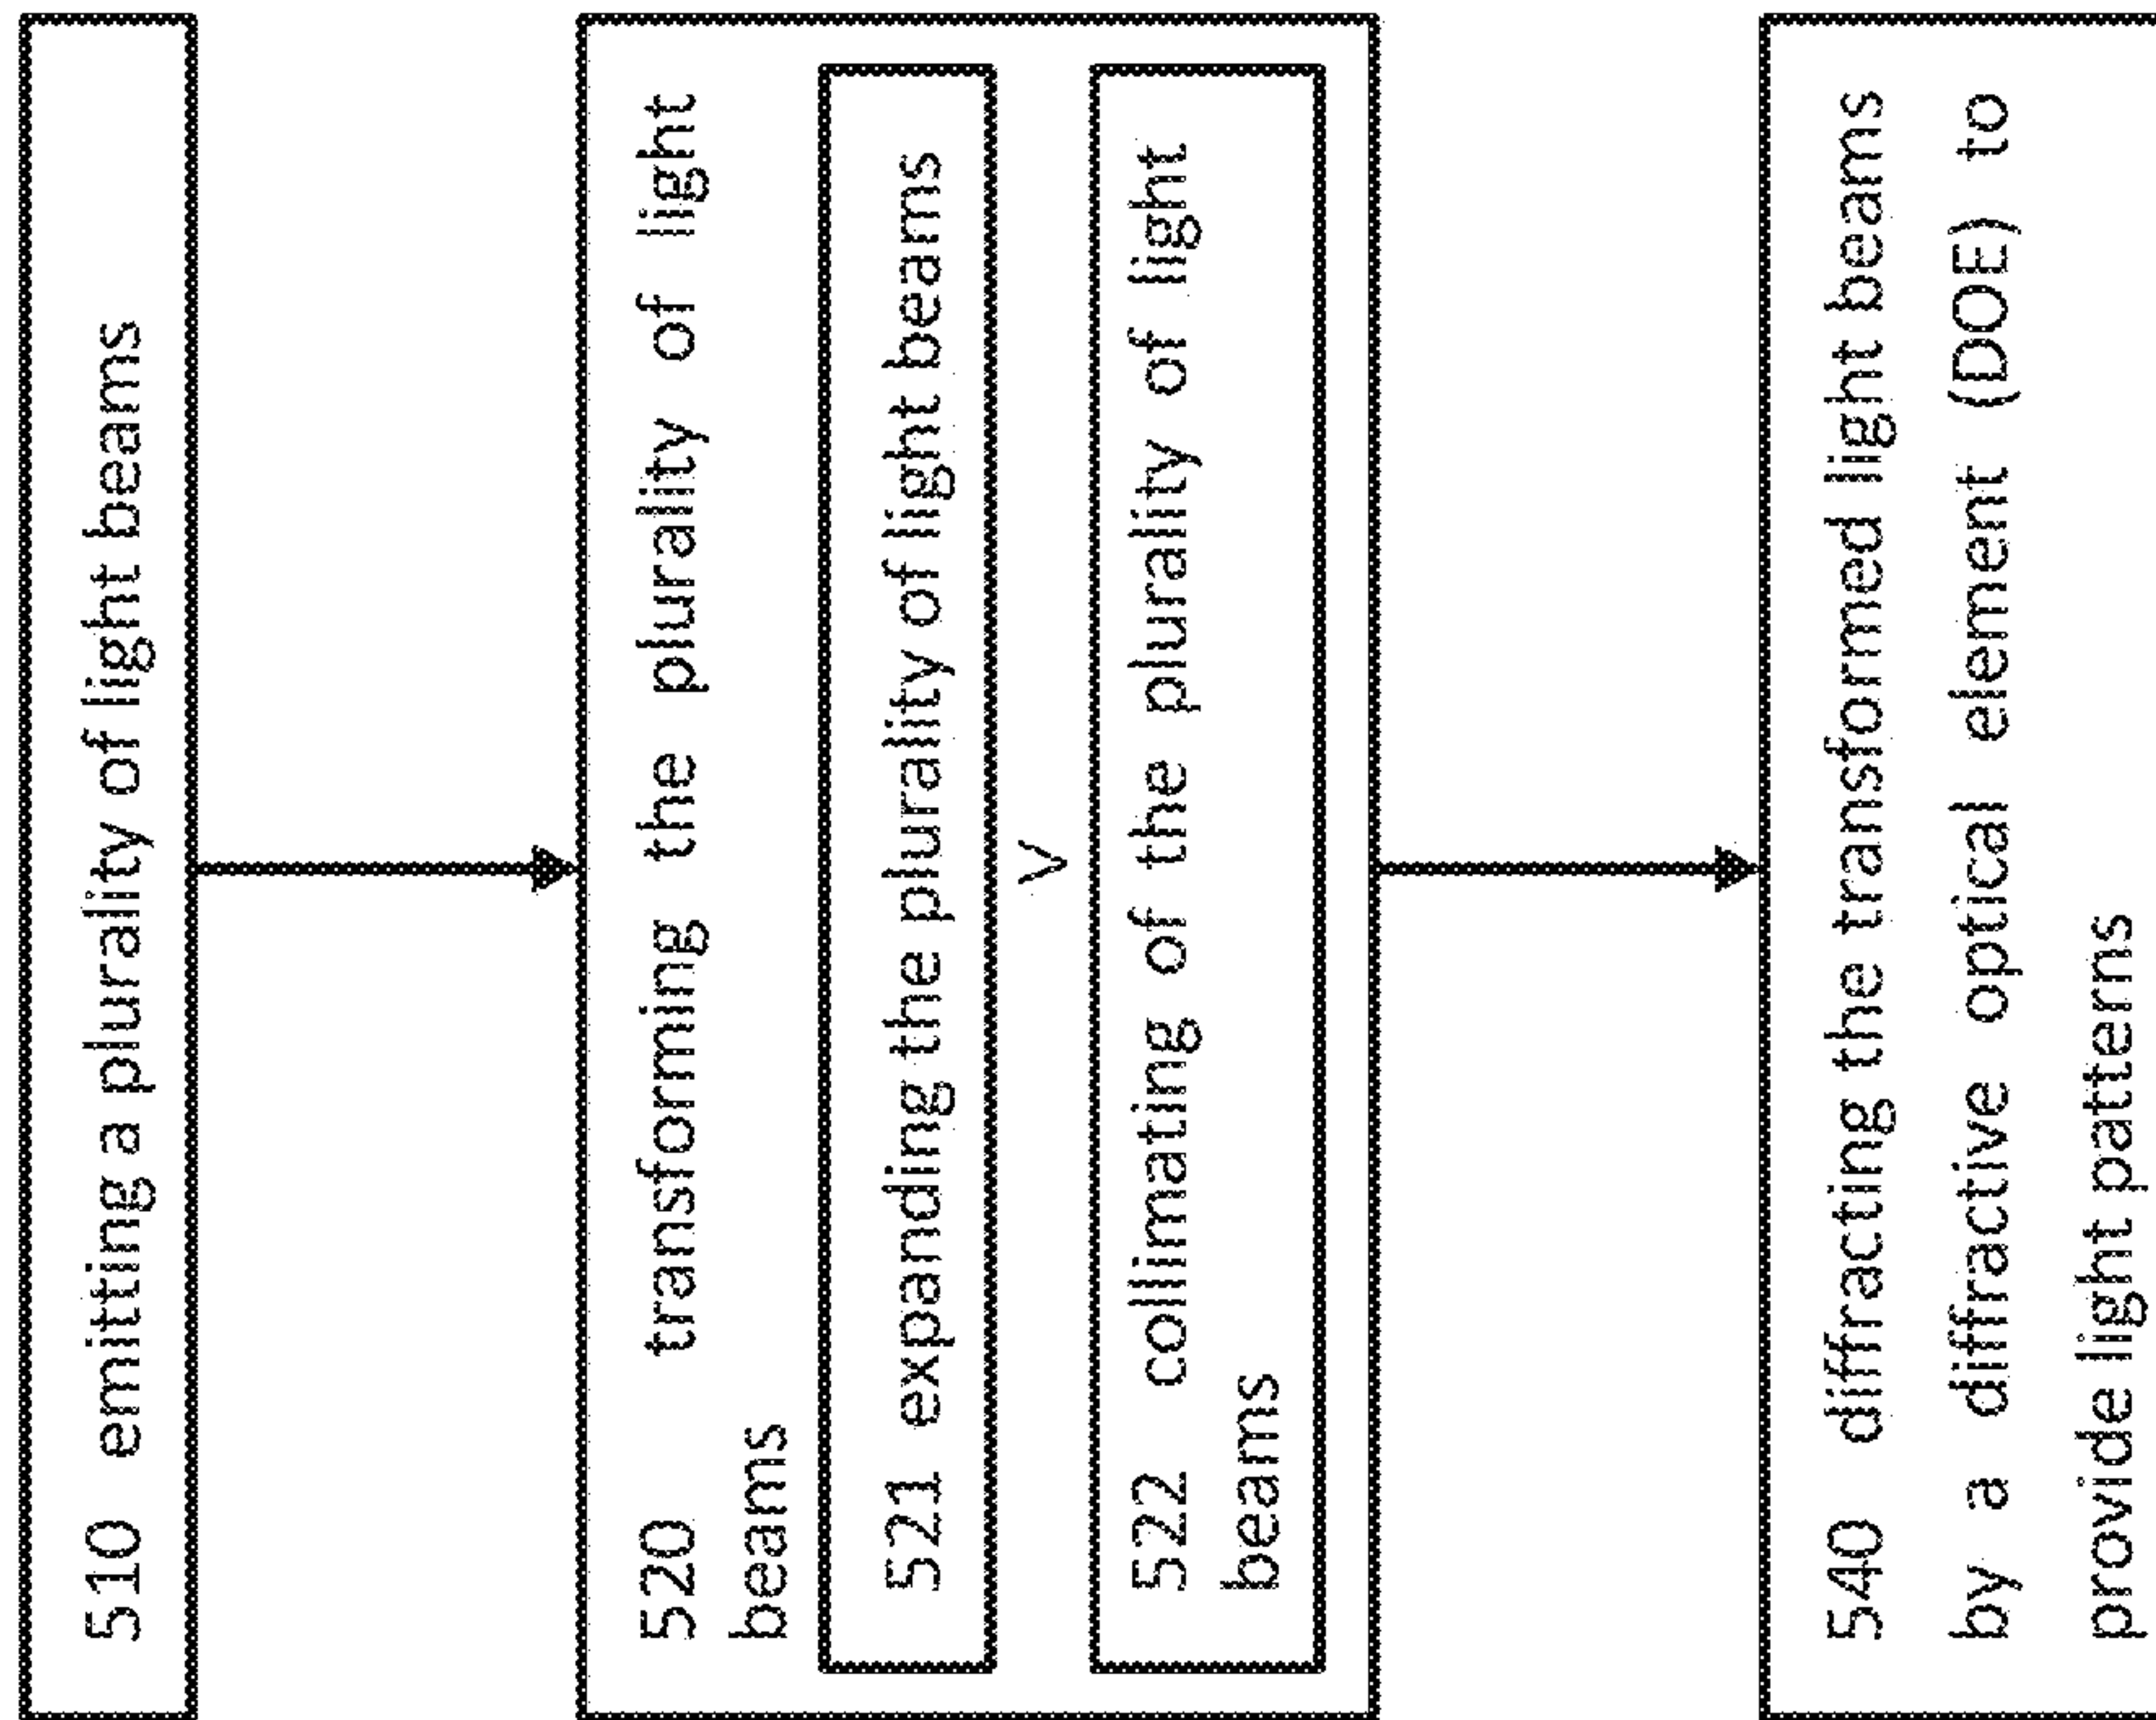 510 emitting a plurality of light beams
520 transforming the plurality of light
beams
521 expanding the plurality of light beams
V
522 collimating of the plurality of light
beams
540 diffracting the transformed light beams
by a diffractive optical element (DOE) to
provide light patterns